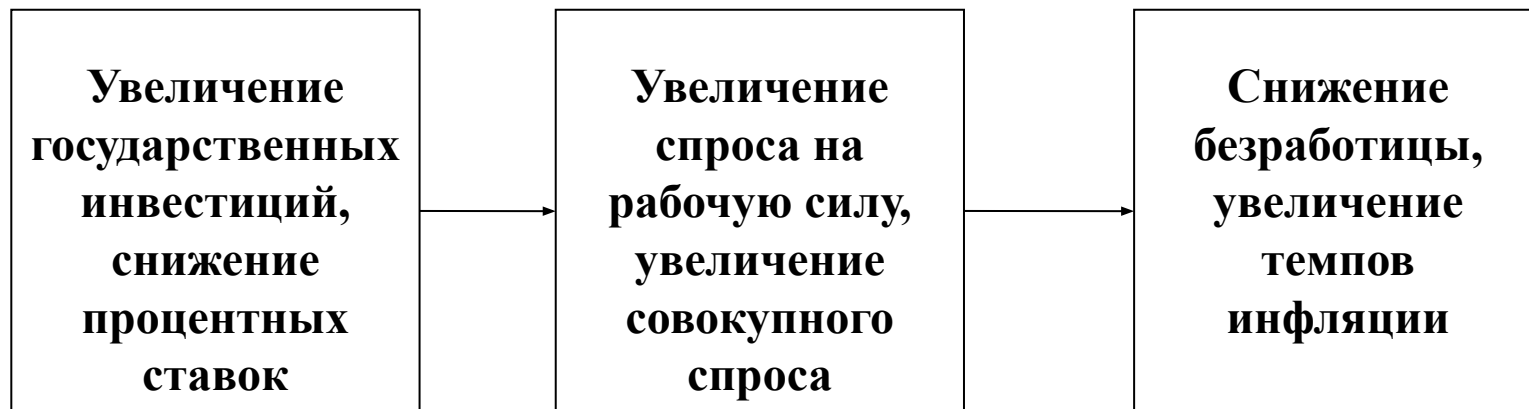 Увеличение
государственных
инвестиций,
снижение
процентных
ставок
Увеличение
спроса на
рабочую силу,
увеличение
совокупного
спроса
Снижение
безработицы,
увеличение
темпов
инфляции